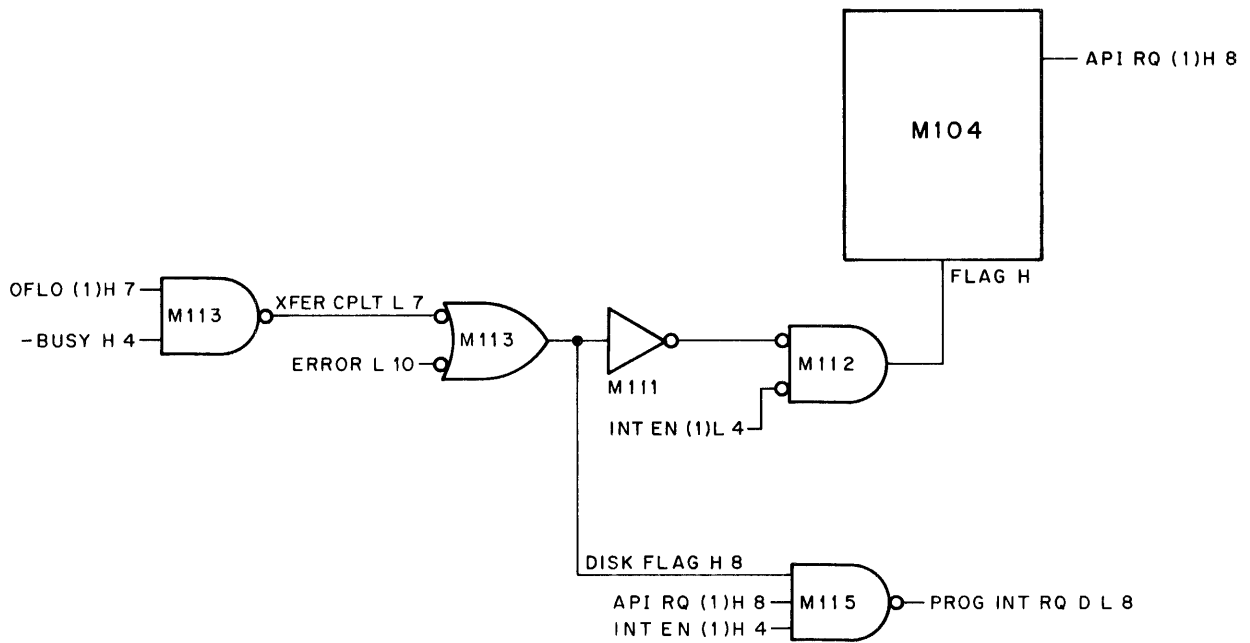 API RQ (1)H 8
M104
FLAG H
OFLO (1)H 7
M113
-BUSY H 4
XFER CPLT L 7
M113
ERROR L 10
M111
M112
INT EN (1)L 4
DISK FLAG H 8
API RQ (1)H 8
INT EN (1)H 4
M115
PROG INT RQ D L 8